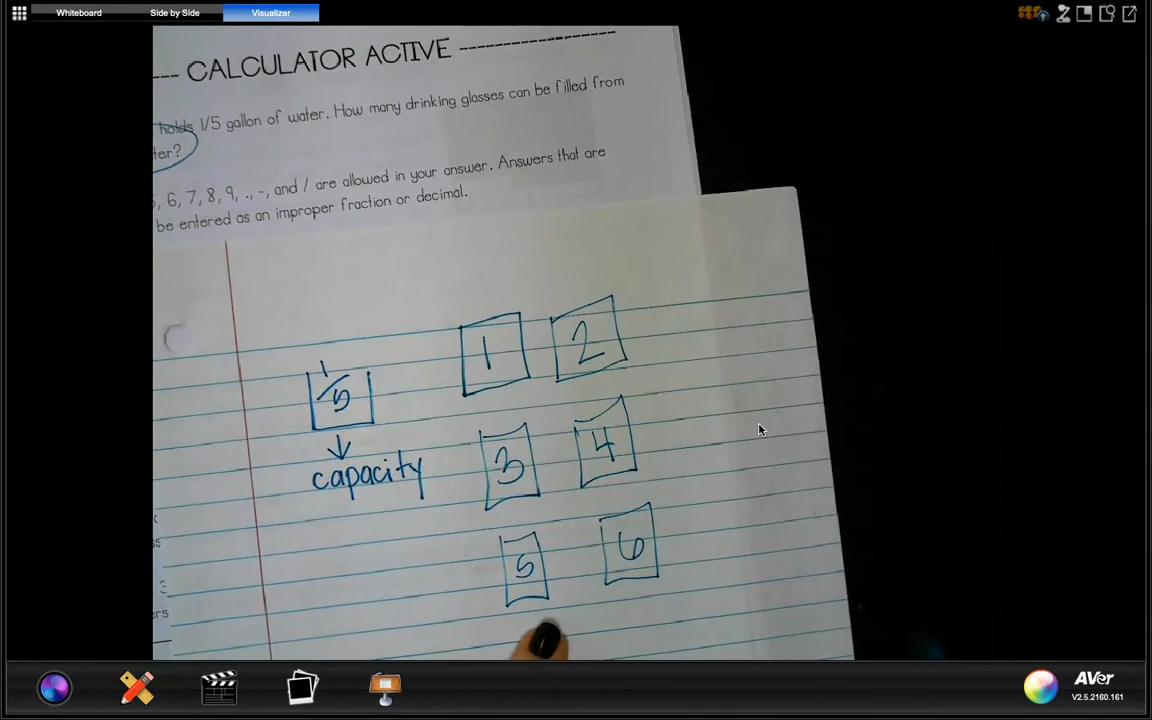 Whiteboard Side by Side Visualizer
--- CALCULATOR ACTIVE --------------------
holds 1/5 gallon of water. How many drinking glasses can be filled from
ter?
6, 7, 8, 9, ., -, and / are allowed in your answer. Answers that are
be entered as an improper fraction or decimal.
1 2
1/5
3 4
capacity
5 6
AVer
V2.5.2160.161